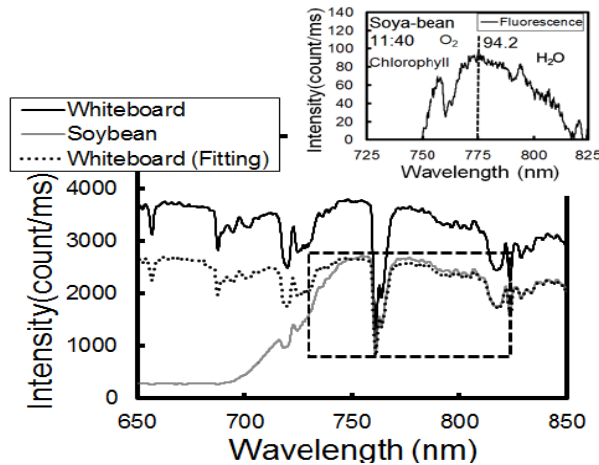 Soya-bean
Fluorescence
11:40 O2 94.2
Chlorophyll H2O
Intensity(count/ms)
140
120
100
80
60
40
20
0
725 750 775 800 825
Wavelength (nm)
Whiteboard
Soybean
Whiteboard (Fitting)
Intensity(count/ms)
4000
3000
2000
1000
0
650 700 750 800 850
Wavelength (nm)